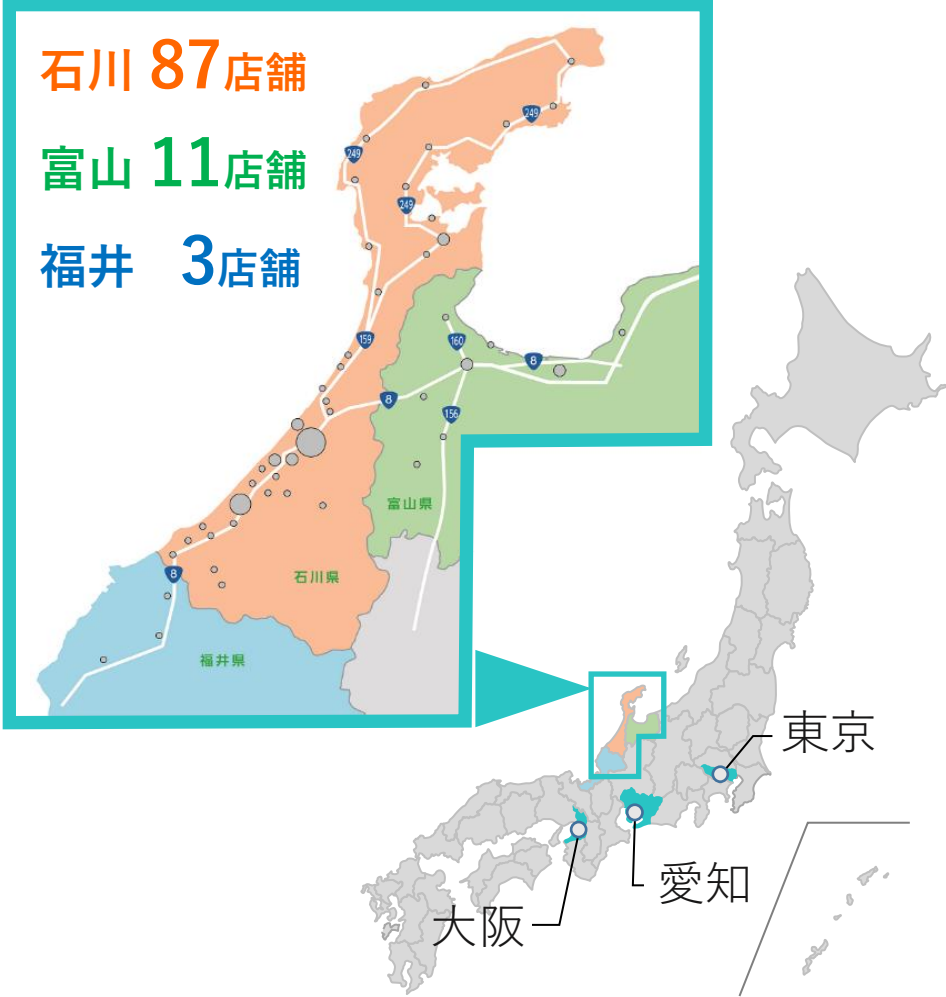 石川 87店舗
富山 11店舗
福井 3店舗
249
249
249
159
160
8
8
156
富山県
石川県
8
福井県
東京
愛知
大阪